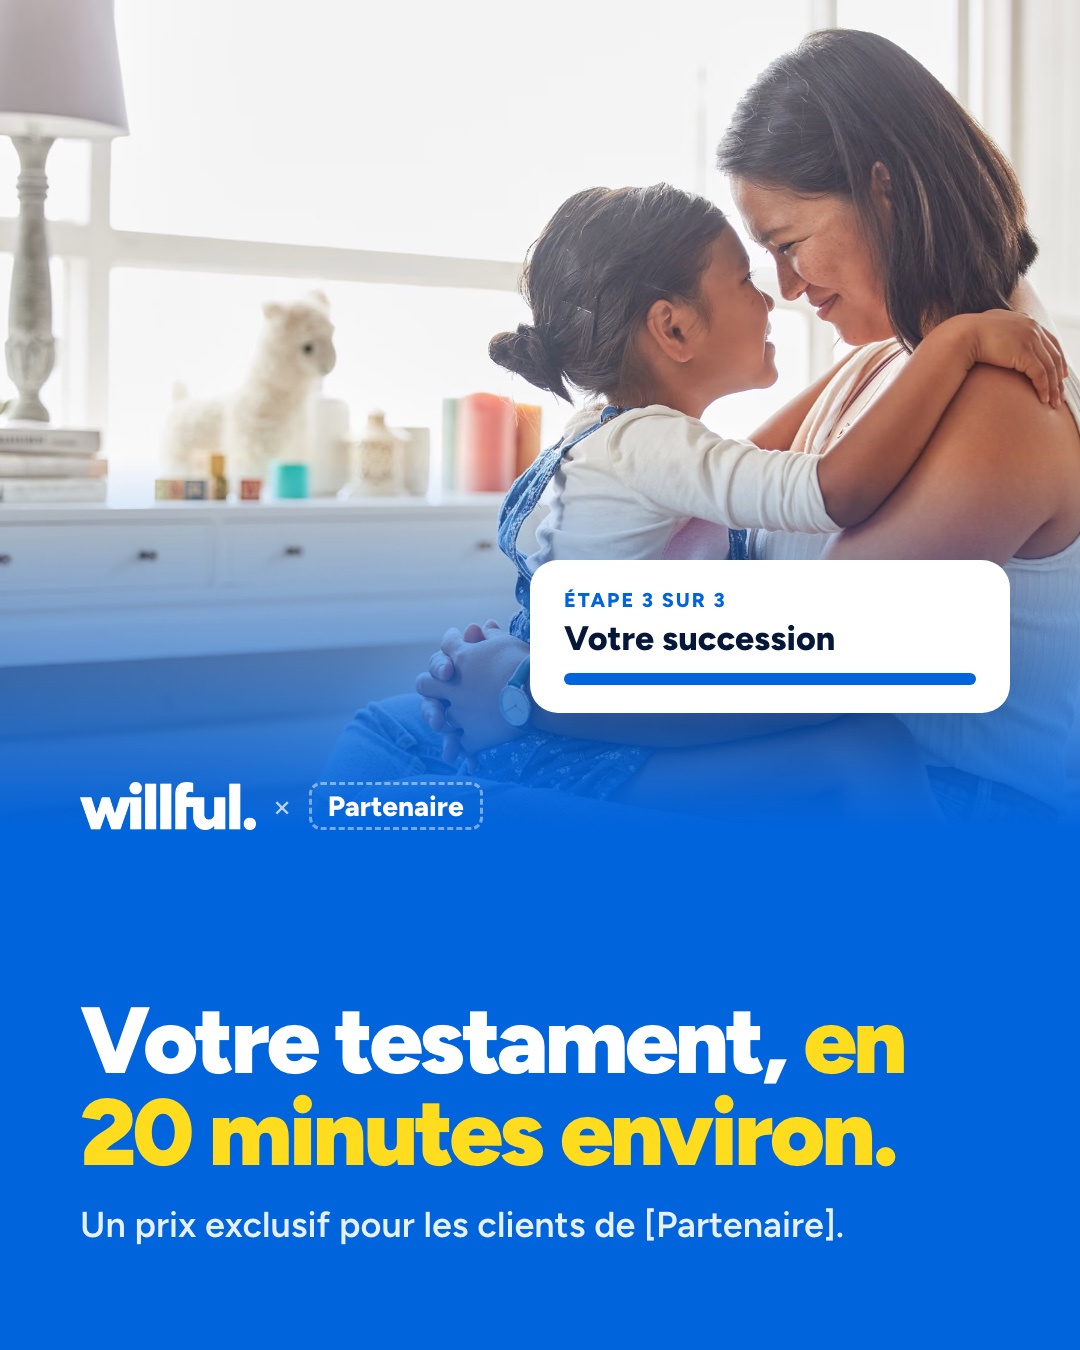 ÉTAPE 3 SUR 3
Votre succession
willful. × Partenaire
Votre testament, en
20 minutes environ.
Un prix exclusif pour les clients de [Partenaire].